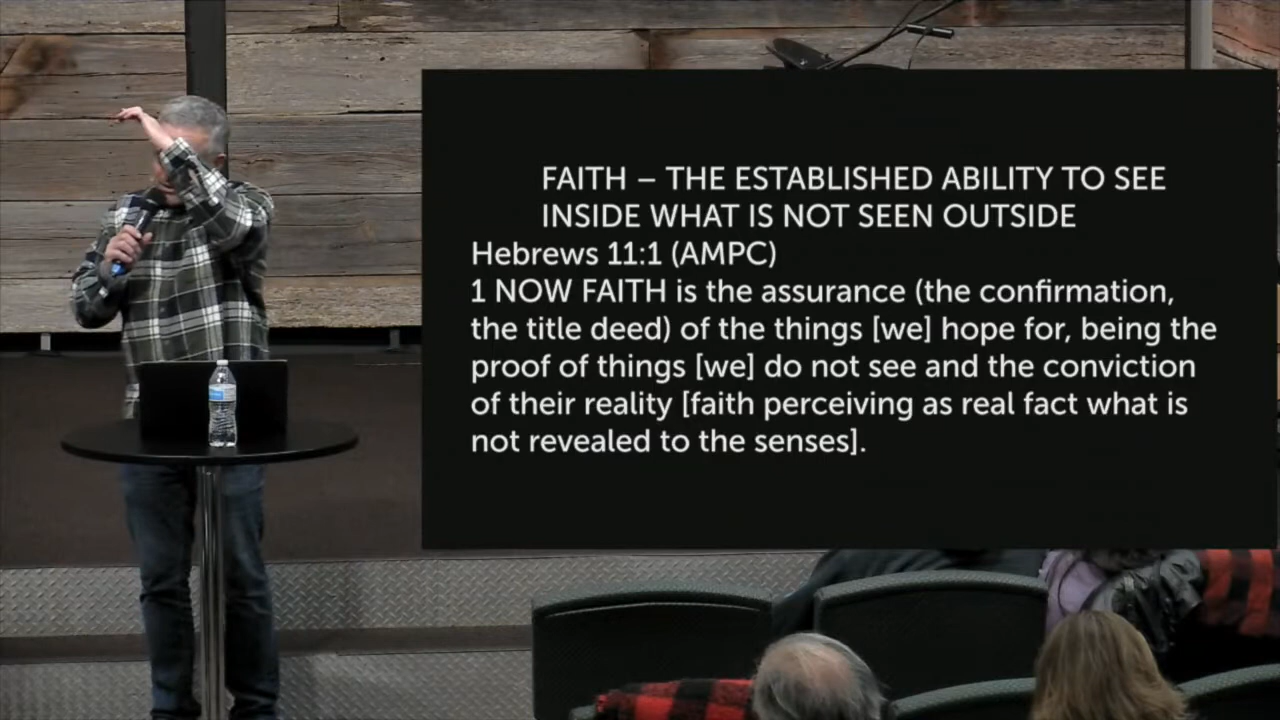 FAITH – THE ESTABLISHED ABILITY TO SEE
INSIDE WHAT IS NOT SEEN OUTSIDE
Hebrews 11:1 (AMPC)
1 NOW FAITH is the assurance (the confirmation,
the title deed) of the things [we] hope for, being the
proof of things [we] do not see and the conviction
of their reality [faith perceiving as real fact what is
not revealed to the senses].